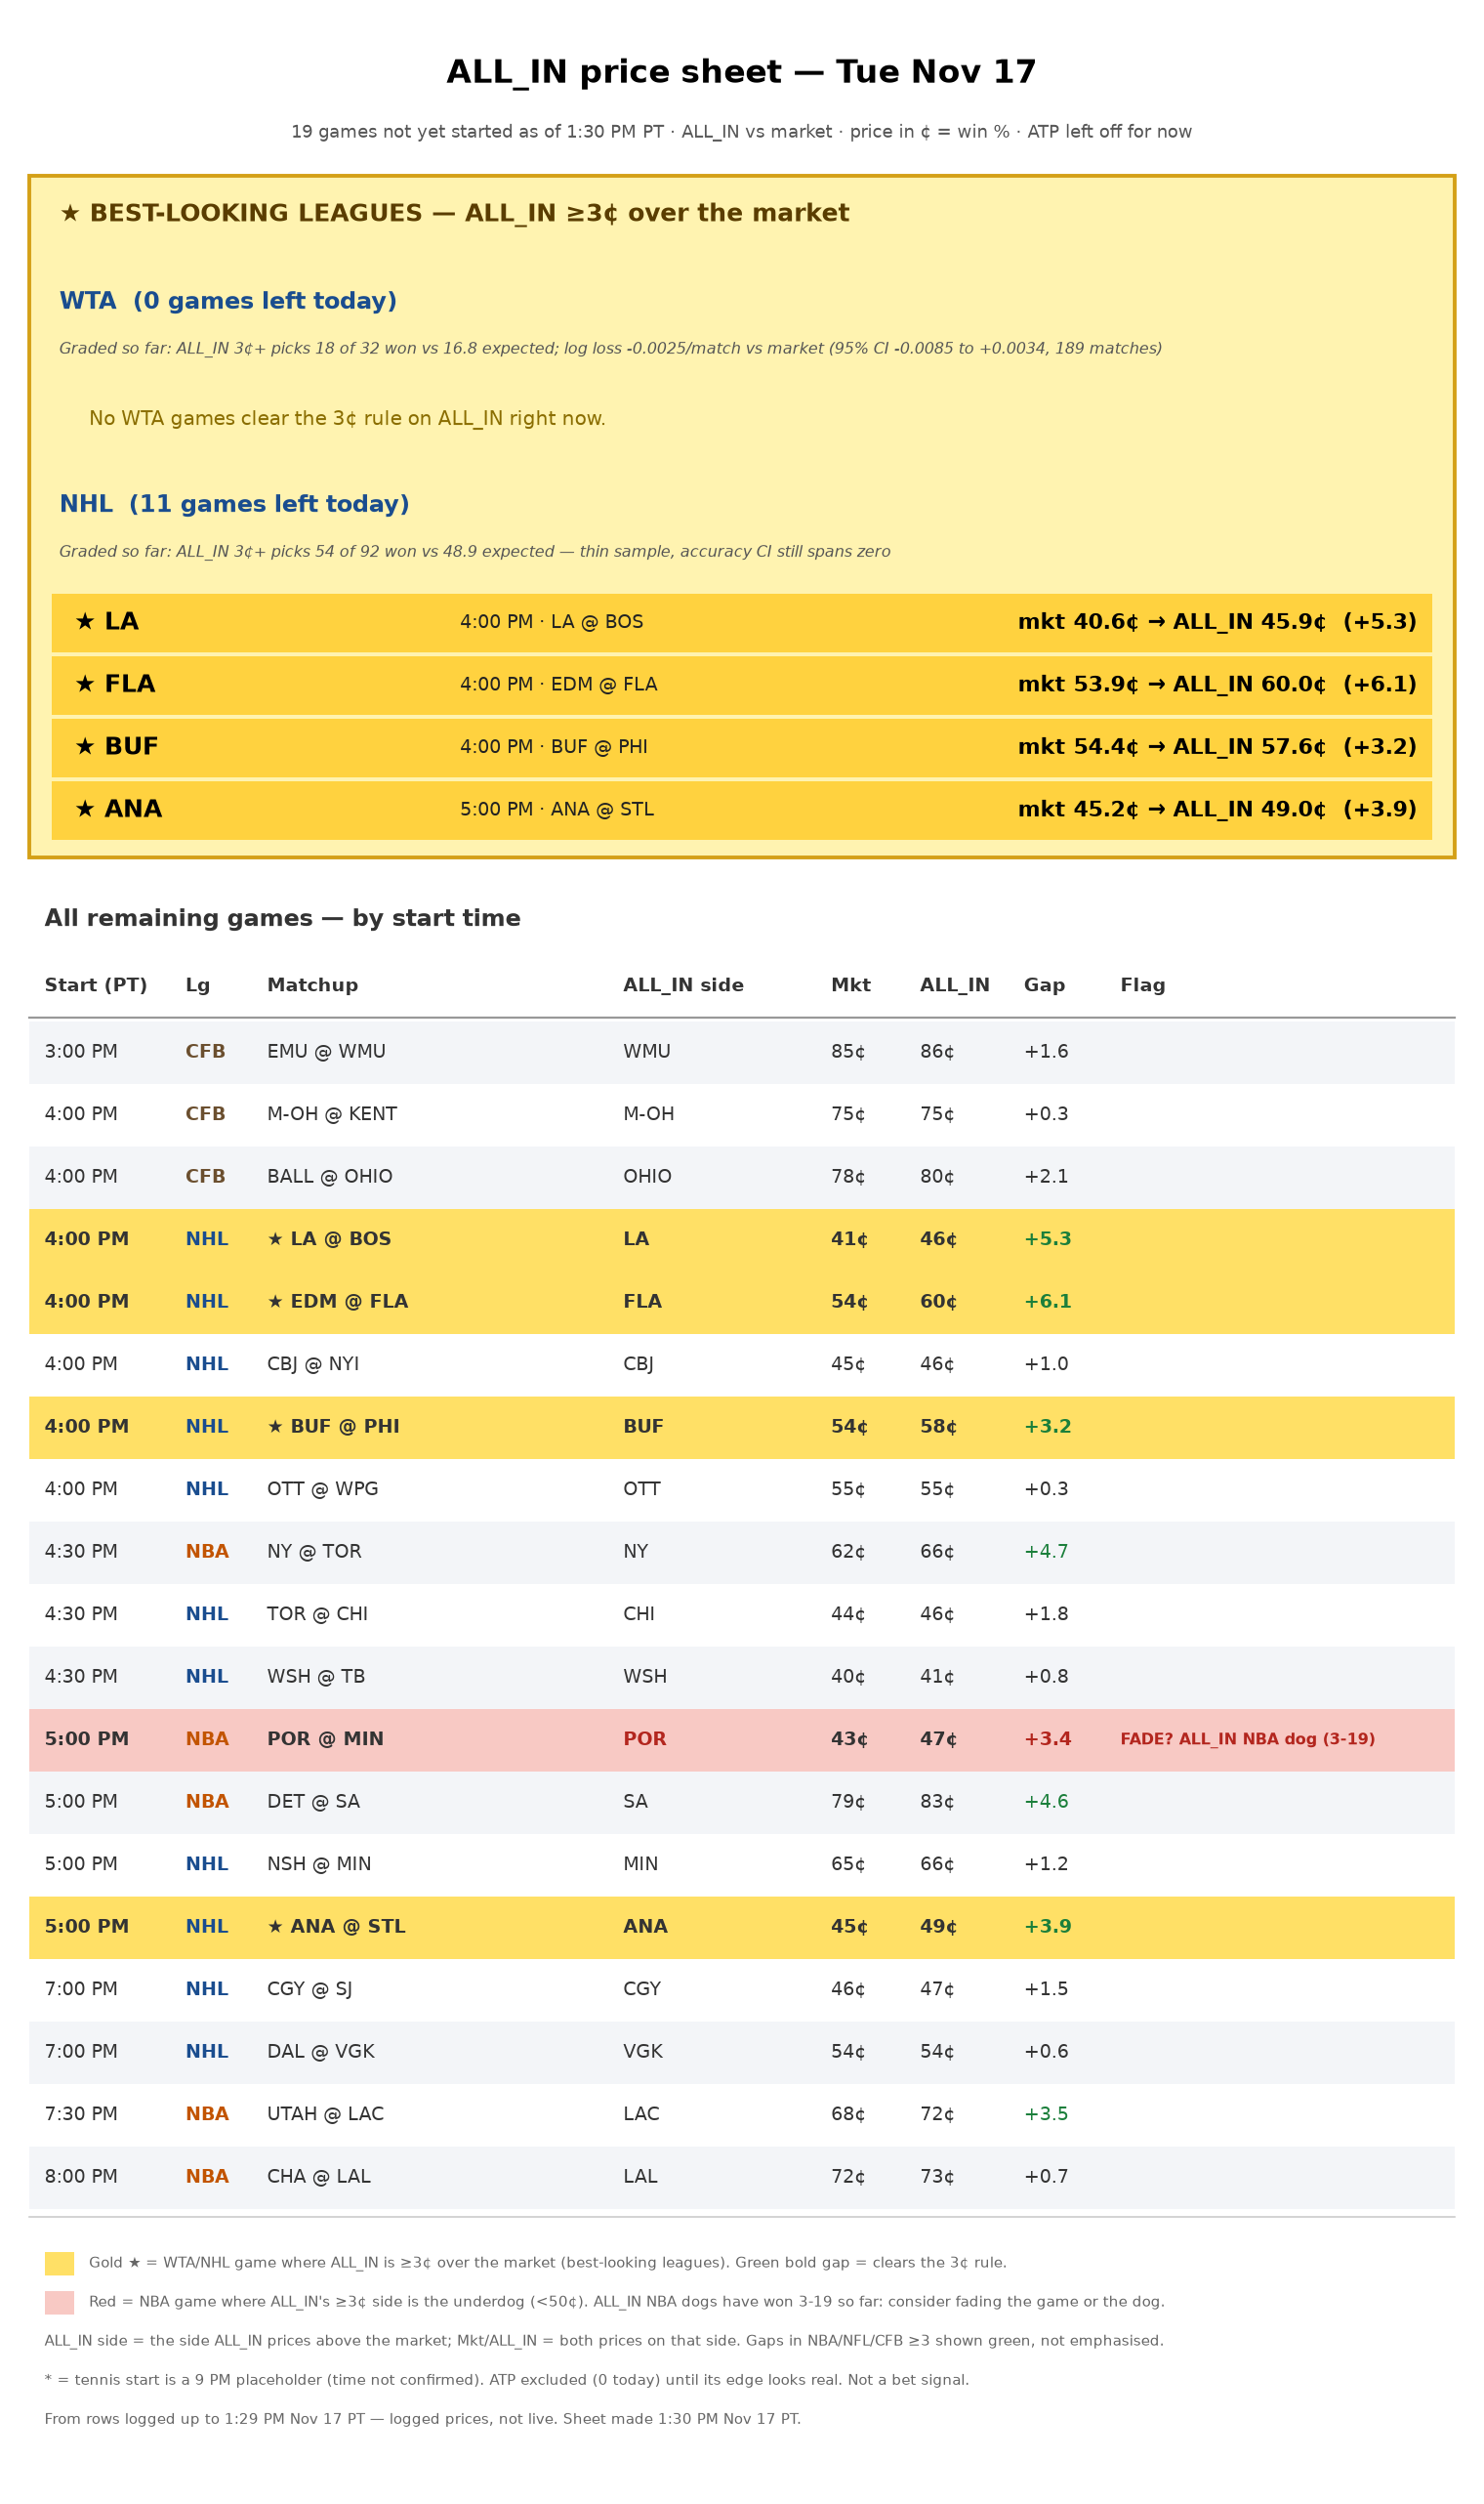 ALL_IN price sheet — Tue Nov 17
19 games not yet started as of 1:30 PM PT · ALL_IN vs market · price in ¢ = win % · ATP left off for now
★ BEST-LOOKING LEAGUES — ALL_IN ≥3¢ over the market
WTA (0 games left today)
Graded so far: ALL_IN 3¢+ picks 18 of 32 won vs 16.8 expected; log loss -0.0025/match vs market (95% CI -0.0085 to +0.0034, 189 matches)
No WTA games clear the 3¢ rule on ALL_IN right now.
NHL (11 games left today)
Graded so far: ALL_IN 3¢+ picks 54 of 92 won vs 48.9 expected — thin sample, accuracy CI still spans zero
★ LA 4:00 PM · LA @ BOS mkt 40.6¢ → ALL_IN 45.9¢ (+5.3)
★ FLA 4:00 PM · EDM @ FLA mkt 53.9¢ → ALL_IN 60.0¢ (+6.1)
★ BUF 4:00 PM · BUF @ PHI mkt 54.4¢ → ALL_IN 57.6¢ (+3.2)
★ ANA 5:00 PM · ANA @ STL mkt 45.2¢ → ALL_IN 49.0¢ (+3.9)
All remaining games — by start time
Start (PT) Lg Matchup ALL_IN side Mkt ALL_IN Gap Flag
3:00 PM CFB EMU @ WMU WMU 85¢ 86¢ +1.6
4:00 PM CFB M-OH @ KENT M-OH 75¢ 75¢ +0.3
4:00 PM CFB BALL @ OHIO OHIO 78¢ 80¢ +2.1
4:00 PM NHL ★ LA @ BOS LA 41¢ 46¢ +5.3
4:00 PM NHL ★ EDM @ FLA FLA 54¢ 60¢ +6.1
4:00 PM NHL CBJ @ NYI CBJ 45¢ 46¢ +1.0
4:00 PM NHL ★ BUF @ PHI BUF 54¢ 58¢ +3.2
4:00 PM NHL OTT @ WPG OTT 55¢ 55¢ +0.3
4:30 PM NBA NY @ TOR NY 62¢ 66¢ +4.7
4:30 PM NHL TOR @ CHI CHI 44¢ 46¢ +1.8
4:30 PM NHL WSH @ TB WSH 40¢ 41¢ +0.8
5:00 PM NBA POR @ MIN POR 43¢ 47¢ +3.4 FADE? ALL_IN NBA dog (3-19)
5:00 PM NBA DET @ SA SA 79¢ 83¢ +4.6
5:00 PM NHL NSH @ MIN MIN 65¢ 66¢ +1.2
5:00 PM NHL ★ ANA @ STL ANA 45¢ 49¢ +3.9
7:00 PM NHL CGY @ SJ CGY 46¢ 47¢ +1.5
7:00 PM NHL DAL @ VGK VGK 54¢ 54¢ +0.6
7:30 PM NBA UTAH @ LAC LAC 68¢ 72¢ +3.5
8:00 PM NBA CHA @ LAL LAL 72¢ 73¢ +0.7
Gold ★ = WTA/NHL game where ALL_IN is ≥3¢ over the market (best-looking leagues). Green bold gap = clears the 3¢ rule.
Red = NBA game where ALL_IN's ≥3¢ side is the underdog (<50¢). ALL_IN NBA dogs have won 3-19 so far: consider fading the game or the dog.
ALL_IN side = the side ALL_IN prices above the market; Mkt/ALL_IN = both prices on that side. Gaps in NBA/NFL/CFB ≥3 shown green, not emphasised.
* = tennis start is a 9 PM placeholder (time not confirmed). ATP excluded (0 today) until its edge looks real. Not a bet signal.
From rows logged up to 1:29 PM Nov 17 PT — logged prices, not live. Sheet made 1:30 PM Nov 17 PT.